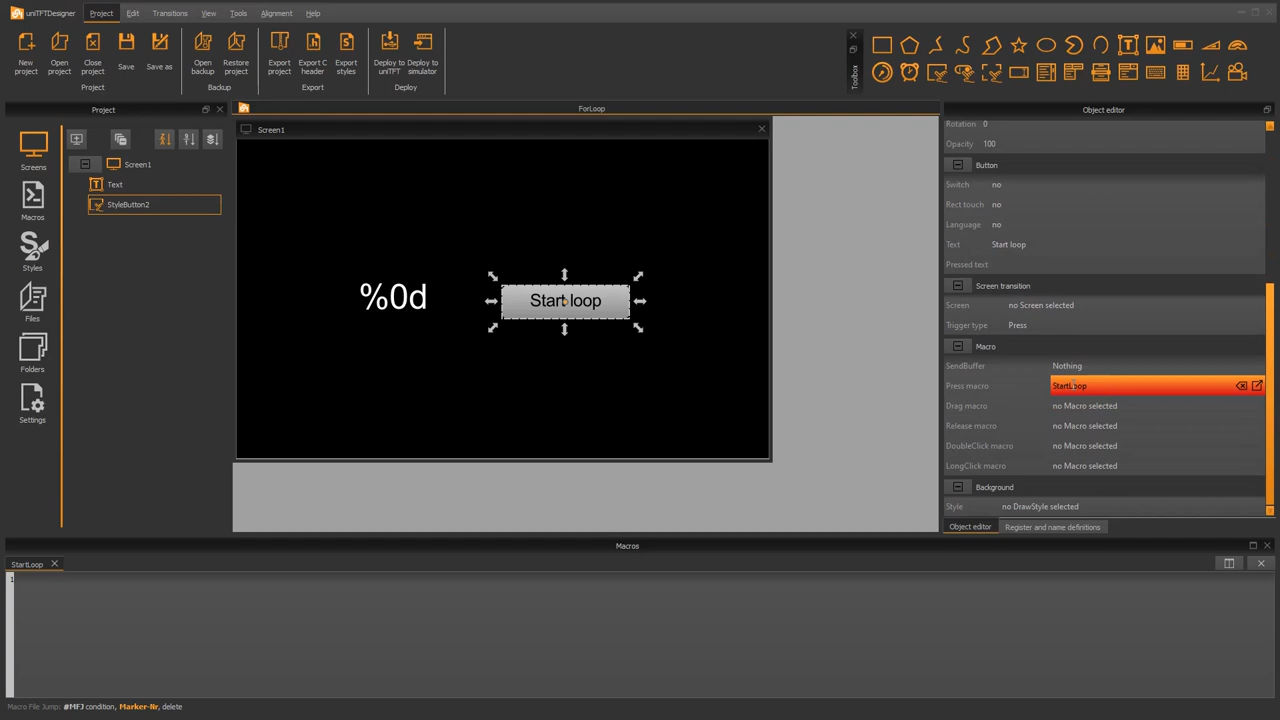 uniTFTDesigner Project Edit Transitions View Tools Alignment Help
New project
Open project
Close project
Save
Save as
Open backup
Restore project
Export project
Export C header
Export styles
Deploy to uniTFT
Deploy to simulator
Project Backup Export Deploy
Toolbox
Project
ForLoop
Object editor
Screens
Macros
Styles
Files
Folders
Settings
Screen1
Text
StyleButton2
Screen1
%0d
Start loop
Rotation 0
Opacity 100
Button
Switch no
Rect touch no
Language no
Text Start loop
Pressed text
Screen transition
Screen no Screen selected
Trigger type Press
Macro
SendBuffer Nothing
Press macro StartLoop
Drag macro no Macro selected
Release macro no Macro selected
DoubleClick macro no Macro selected
LongClick macro no Macro selected
Background
Style no DrawStyle selected
Object editor Register and name definitions
Macros
StartLoop
1
Macro File Jump: #MFJ condition, Marker-Nr, delete